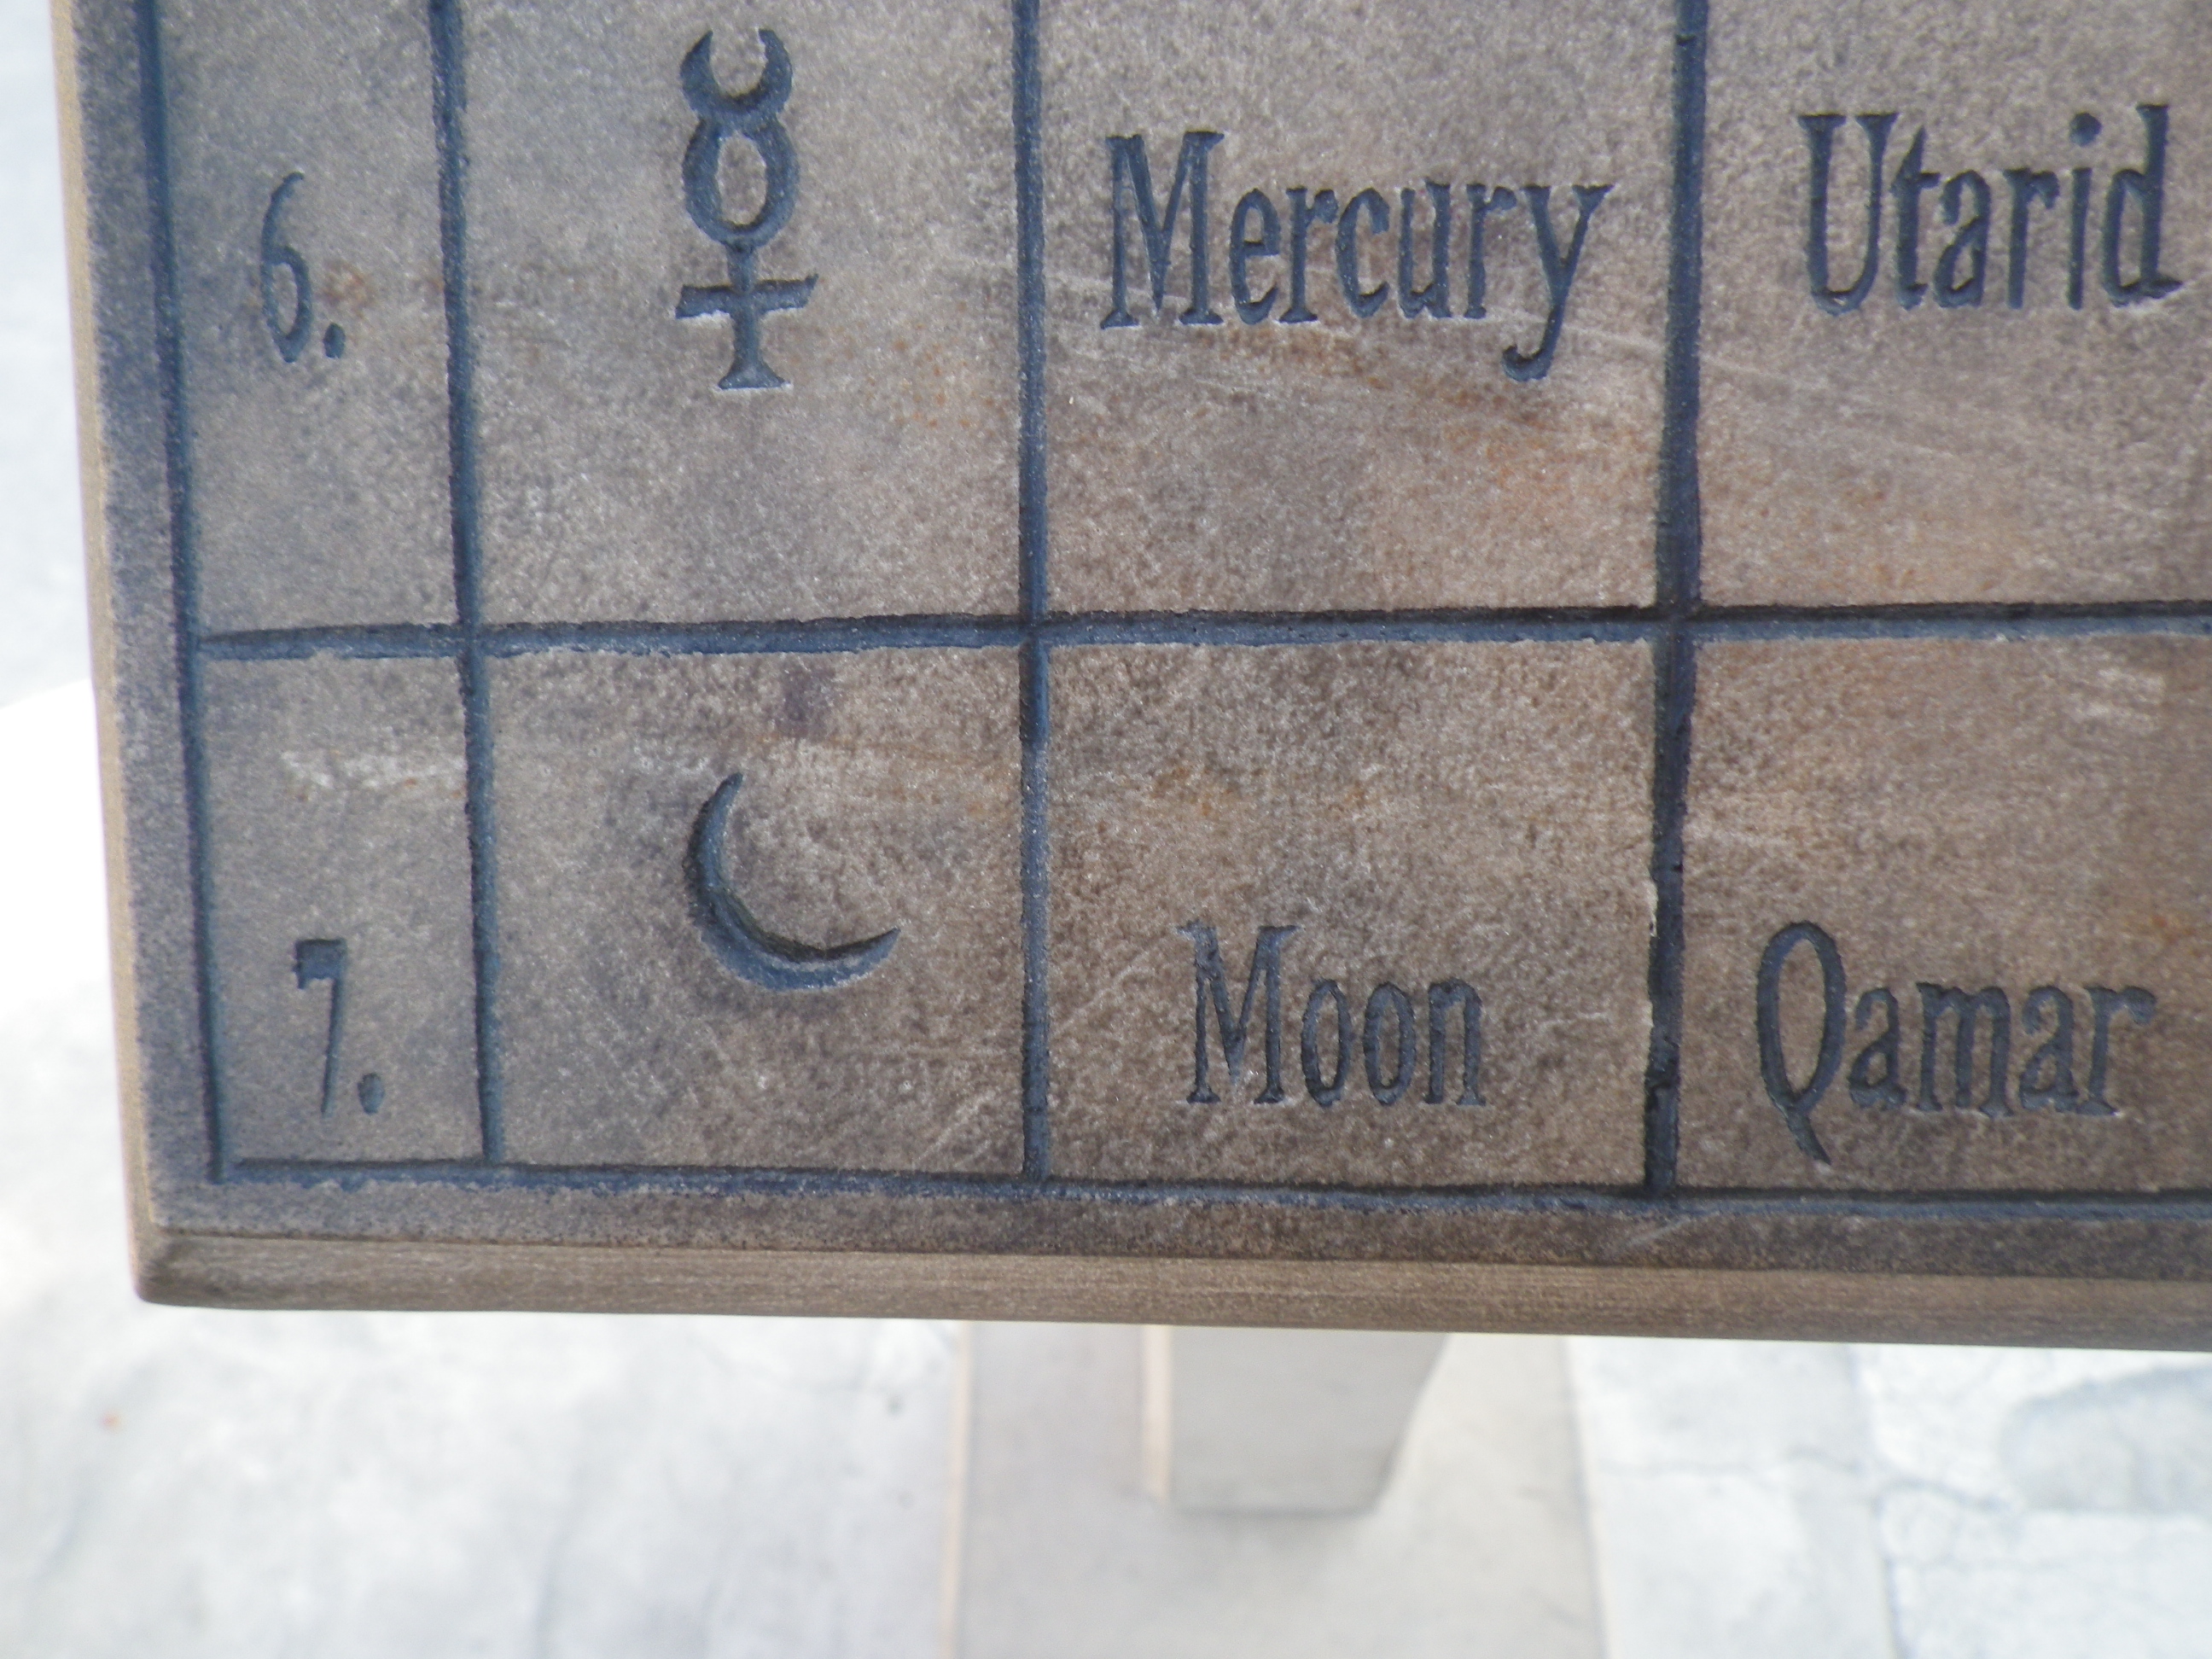 6. ☿ Mercury Utarid
7. ☾ Moon Qamar